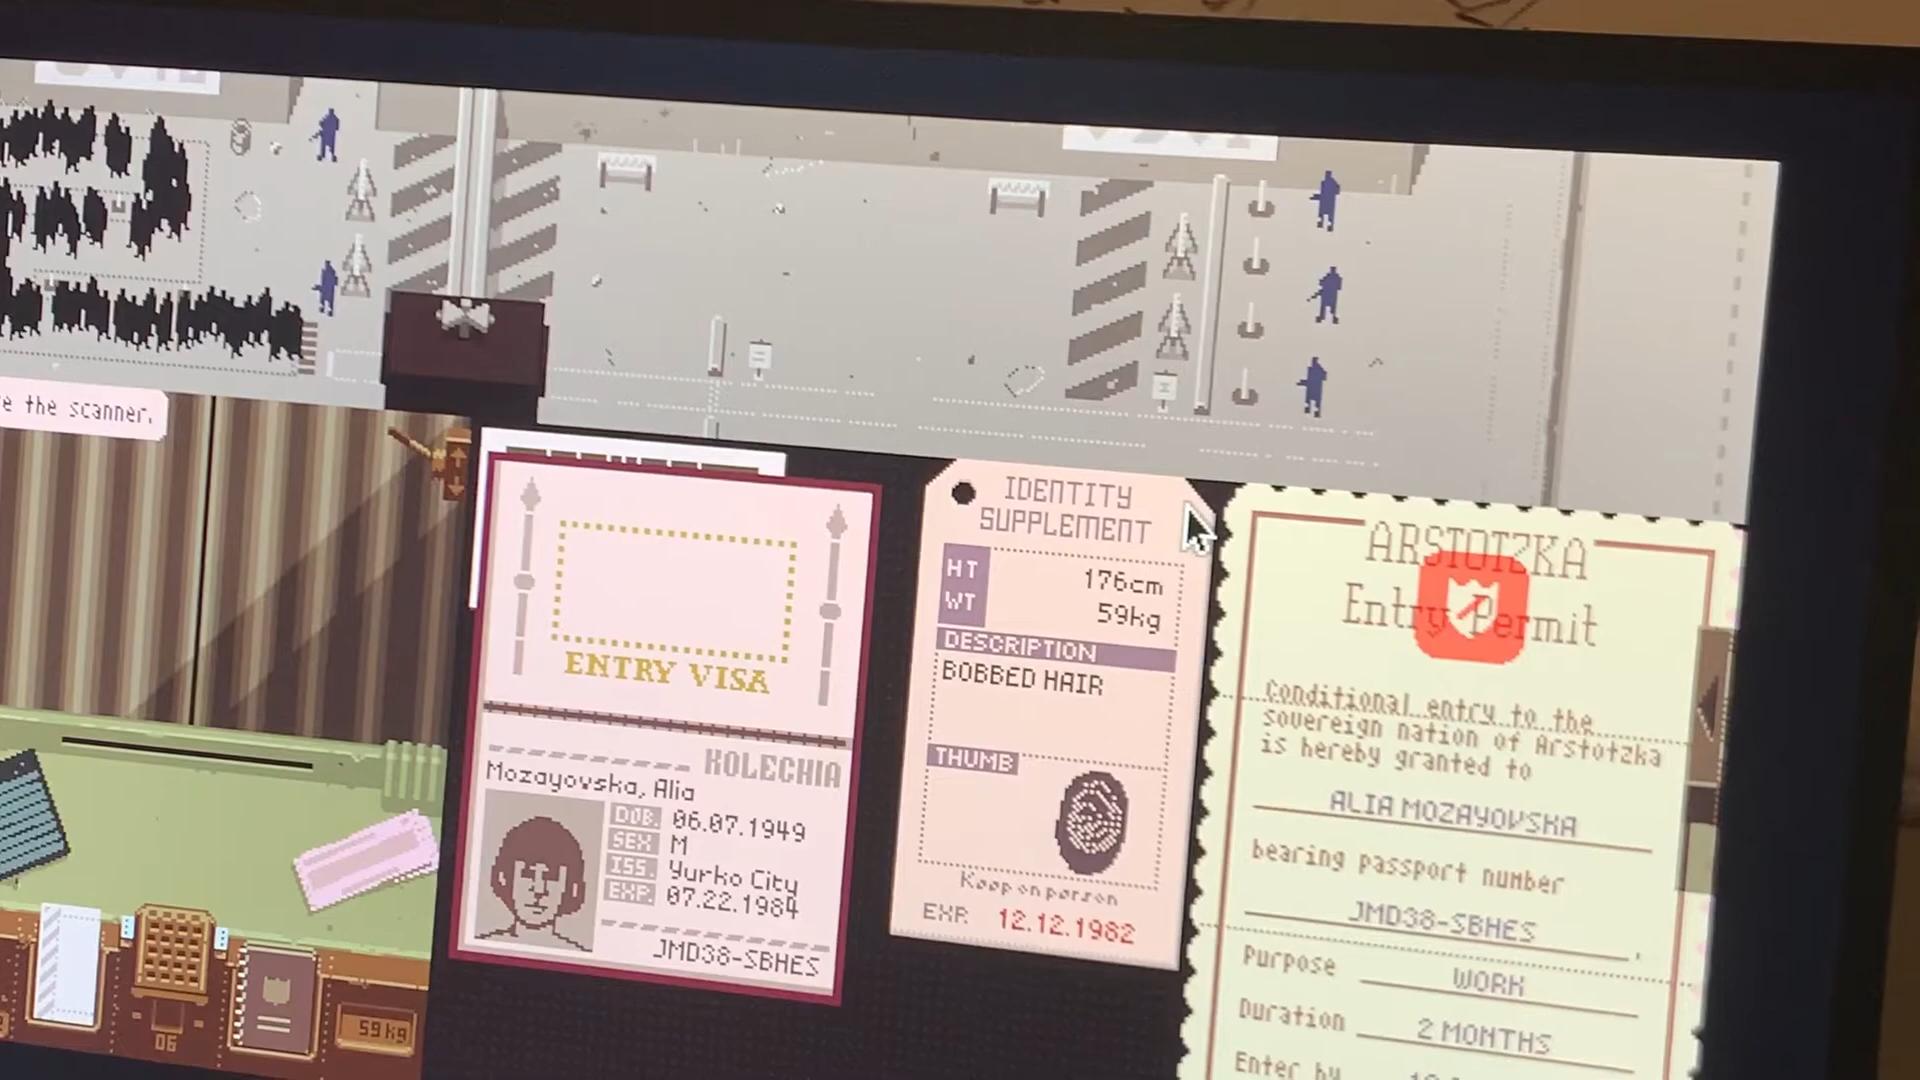 e the scanner.
ENTRY VISA
KOLECHIA
Mozayovska, Alia
DOB. 06.07.1949
SEX M
ISS. Yurko City
EXP. 07.22.1984
JMD38-SBHES
IDENTITY
SUPPLEMENT
HT 176cm
WT 59kg
DESCRIPTION
BOBBED HAIR
THUMB
Keep on person
EXP. 12.12.1982
ARSTOTZKA
Entry Permit
Conditional entry to the
sovereign nation of Arstotzka
is hereby granted to
ALIA MOZAYOVSKA
bearing passport number
JMD38-SBHES.
Purpose WORK
Duration 2 MONTHS
Enter by
06
59 kg